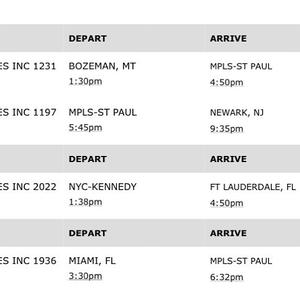 DEPART ARRIVE
ES INC 1231 BOZEMAN, MT MPLS-ST PAUL
1:30pm 4:50pm
ES INC 1197 MPLS-ST PAUL NEWARK, NJ
5:45pm 9:35pm
DEPART ARRIVE
ES INC 2022 NYC-KENNEDY FT LAUDERDALE, FL
1:38pm 4:50pm
DEPART ARRIVE
ES INC 1936 MIAMI, FL MPLS-ST PAUL
3:30pm 6:32pm